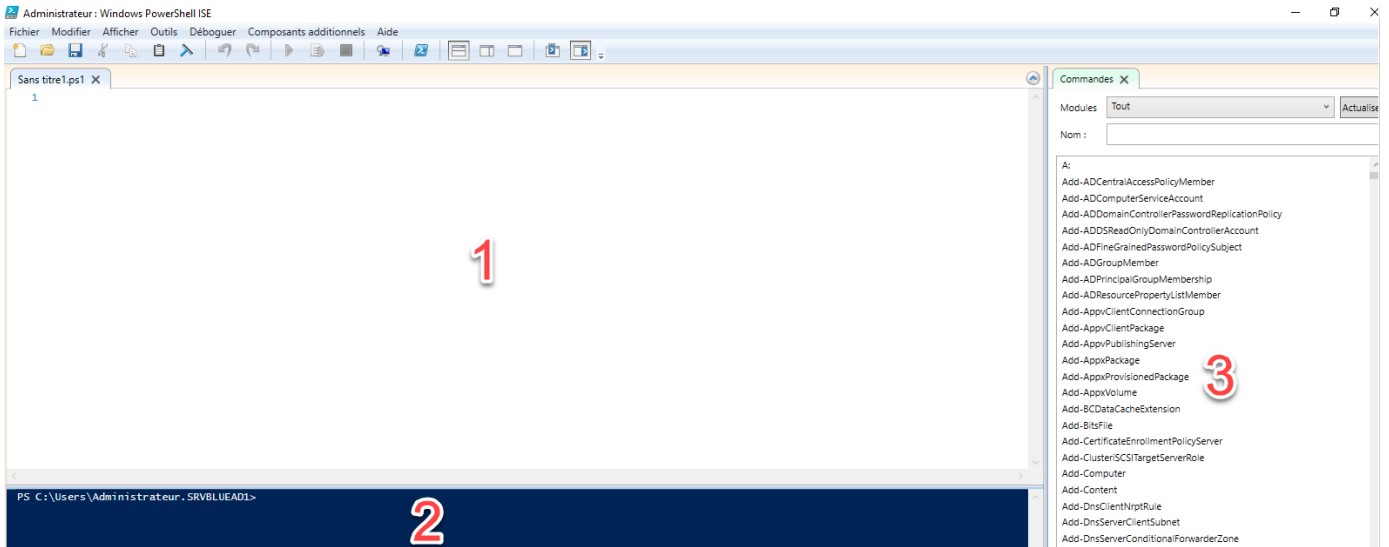 Administrateur : Windows PowerShell ISE
Fichier Modifier Afficher Outils Déboguer Composants additionnels Aide
Sans titre1.ps1
1
1
PS C:\Users\Administrateur.SRVBLUEAD1>
2
Commandes
Modules Tout Actualise
Nom :
A:
Add-ADCentralAccessPolicyMember
Add-ADComputerServiceAccount
Add-ADDomainControllerPasswordReplicationPolicy
Add-ADDSReadOnlyDomainControllerAccount
Add-ADFineGrainedPasswordPolicySubject
Add-ADGroupMember
Add-ADPrincipalGroupMembership
Add-ADResourcePropertyListMember
Add-AppvClientConnectionGroup
Add-AppvClientPackage
Add-AppvPublishingServer
Add-AppxPackage
Add-AppxProvisionedPackage
3
Add-AppxVolume
Add-BCDataCacheExtension
Add-BitsFile
Add-CertificateEnrollmentPolicyServer
Add-ClusteriSCSITargetServerRole
Add-Computer
Add-Content
Add-DnsClientNrptRule
Add-DnsServerClientSubnet
Add-DnsServerConditionalForwarderZone